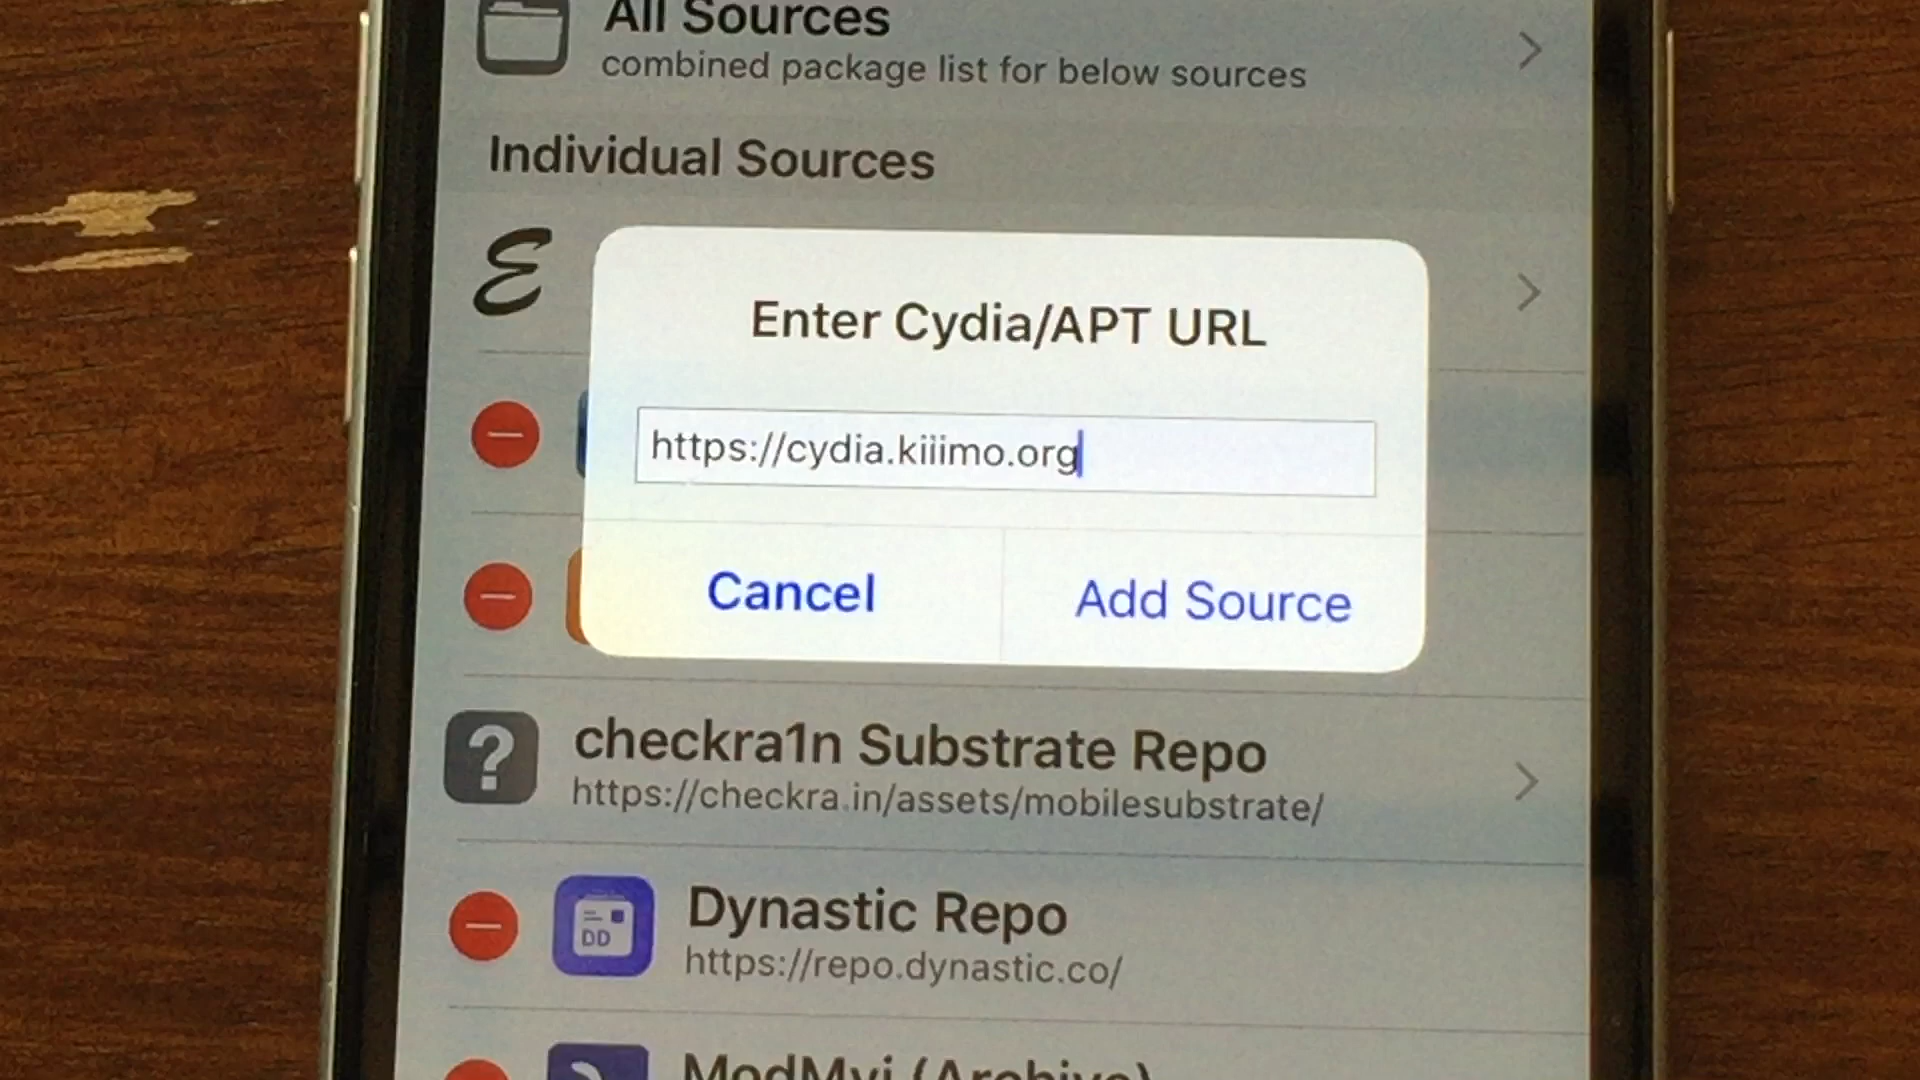 All Sources
combined package list for below sources
Individual Sources
Enter Cydia/APT URL
https://cydia.kiiimo.org
Cancel
Add Source
checkra1n Substrate Repo
https://checkra.in/assets/mobilesubstrate/
Dynastic Repo
DD
https://repo.dynastic.co/
ModMyi (Archive)